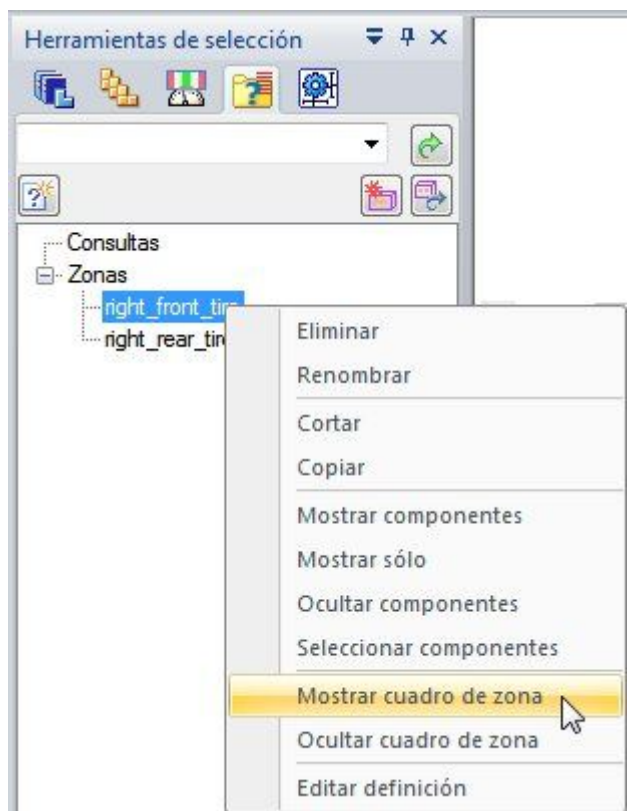 Herramientas de selección
Consultas
Zonas
right_front_tire
right_rear_tire
Eliminar
Renombrar
Cortar
Copiar
Mostrar componentes
Mostrar sólo
Ocultar componentes
Seleccionar componentes
Mostrar cuadro de zona
Ocultar cuadro de zona
Editar definición